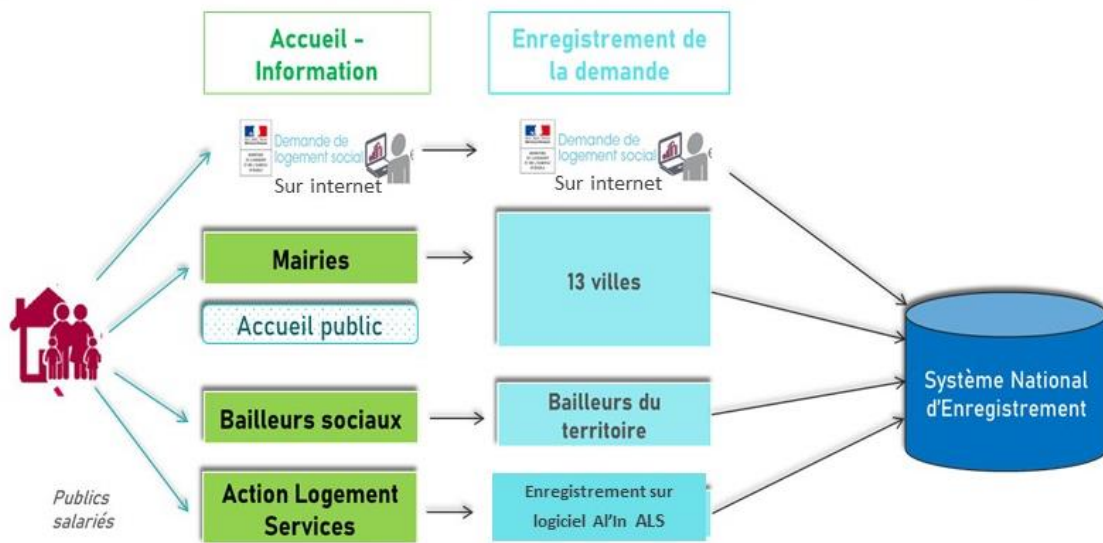 Accueil -
Information
Enregistrement de
la demande
Demande de
logement social
Sur internet
Demande de
logement social
Sur internet
Mairies
13 villes
Accueil public
Système National
d'Enregistrement
Bailleurs sociaux
Bailleurs du
territoire
Publics
salariés
Action Logement
Services
Enregistrement sur
logiciel Al'In ALS